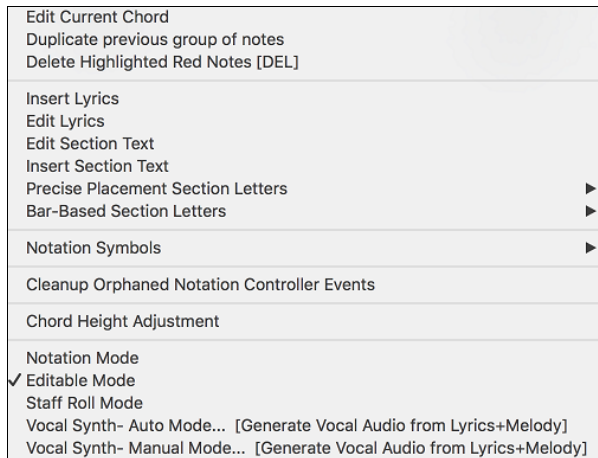 Edit Current Chord
Duplicate previous group of notes
Delete Highlighted Red Notes [DEL]
Insert Lyrics
Edit Lyrics
Edit Section Text
Insert Section Text
Precise Placement Section Letters
Bar-Based Section Letters
Notation Symbols
Cleanup Orphaned Notation Controller Events
Chord Height Adjustment
Notation Mode
Editable Mode
Staff Roll Mode
Vocal Synth- Auto Mode... [Generate Vocal Audio from Lyrics+Melody]
Vocal Synth- Manual Mode... [Generate Vocal Audio from Lyrics+Melody]